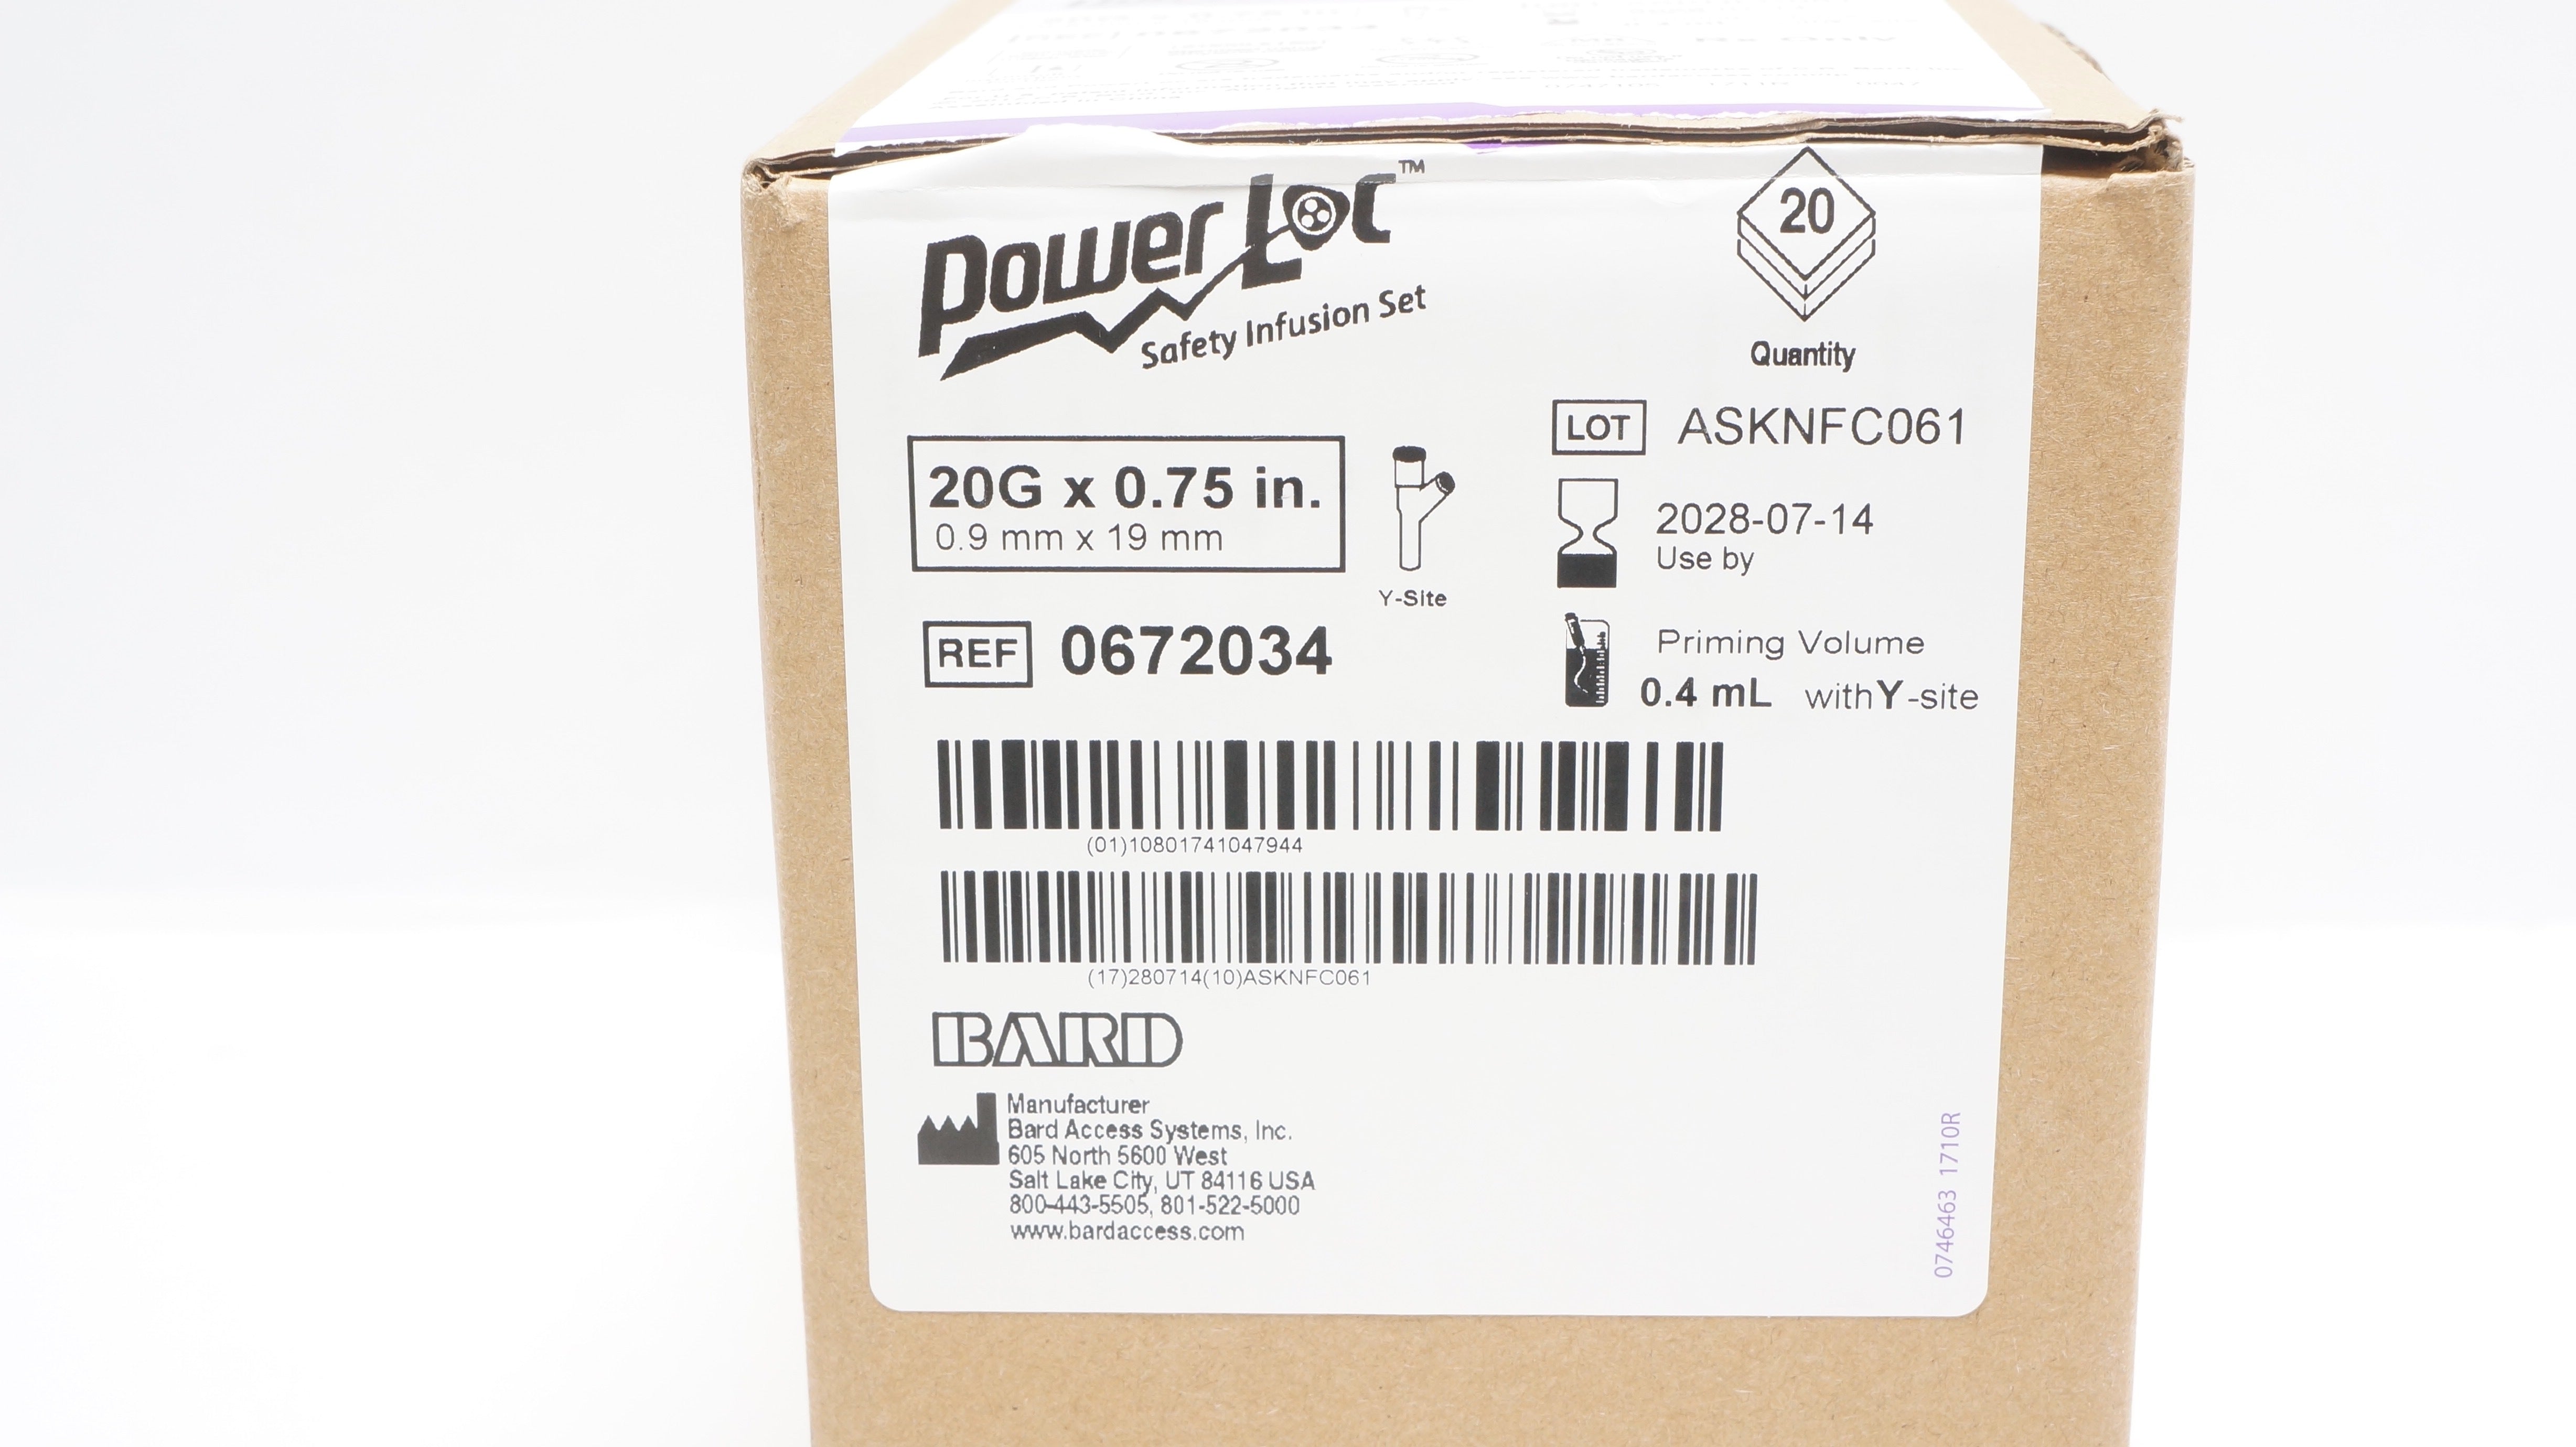 Power Loc™
Safety Infusion Set
20
Quantity
20G x 0.75 in.
0.9 mm x 19 mm
Y-Site
LOT ASKNFC061
2028-07-14
Use by
REF 0672034
Priming Volume
0.4 mL with Y-site
(01)10801741047944
(17)280714(10)ASKNFC061
BARD
Manufacturer
Bard Access Systems, Inc.
605 North 5600 West
Salt Lake City, UT 84116 USA
800-443-5505, 801-522-5000
www.bardaccess.com
0746463 1710R